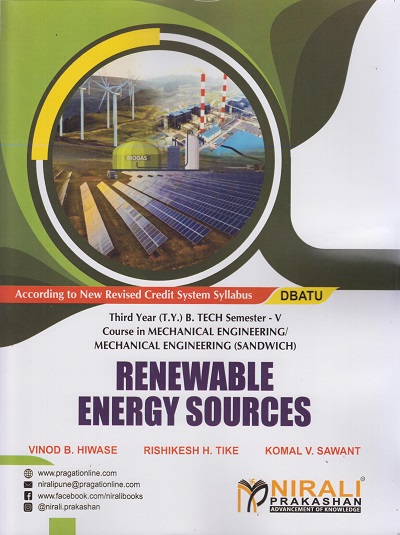 BIOGAS
According to New Revised Credit System Syllabus DBATU
Third Year (T.Y.) B. TECH Semester - V
Course in MECHANICAL ENGINEERING/
MECHANICAL ENGINEERING (SANDWICH)
RENEWABLE
ENERGY SOURCES
VINOD B. HIWASE RISHIKESH H. TIKE KOMAL V. SAWANT
www.pragationline.com
niralipune@pragationline.com
www.facebook.com/niralibooks
@nirali.prakashan
NIRALI
PRAKASHAN
ADVANCEMENT OF KNOWLEDGE